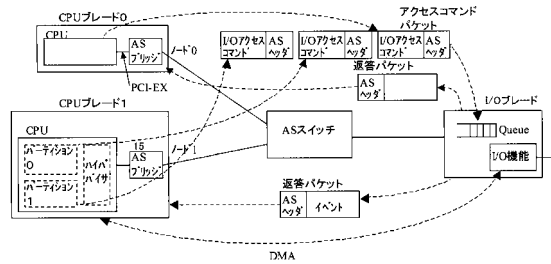 アクセスコマンド
パケット
CPUブレード0
CPU
AS
ブリッジ
ノード0
PCI-EX
I/Oアクセス
コマンド
AS
ヘッダ
I/Oアクセス
コマンド
AS
ヘッダ
I/Oアクセス
コマンド
AS
ヘッダ
返答パケット
AS
ヘッダ
I/Oブレード
Queue
I/O機能
CPUブレード1
CPU
パーティション
0
パーティション
1
ハイパ
バイザ
15
AS
ブリッジ
ノード1
ASスイッチ
返答パケット
AS
ヘッダ
イベント
DMA